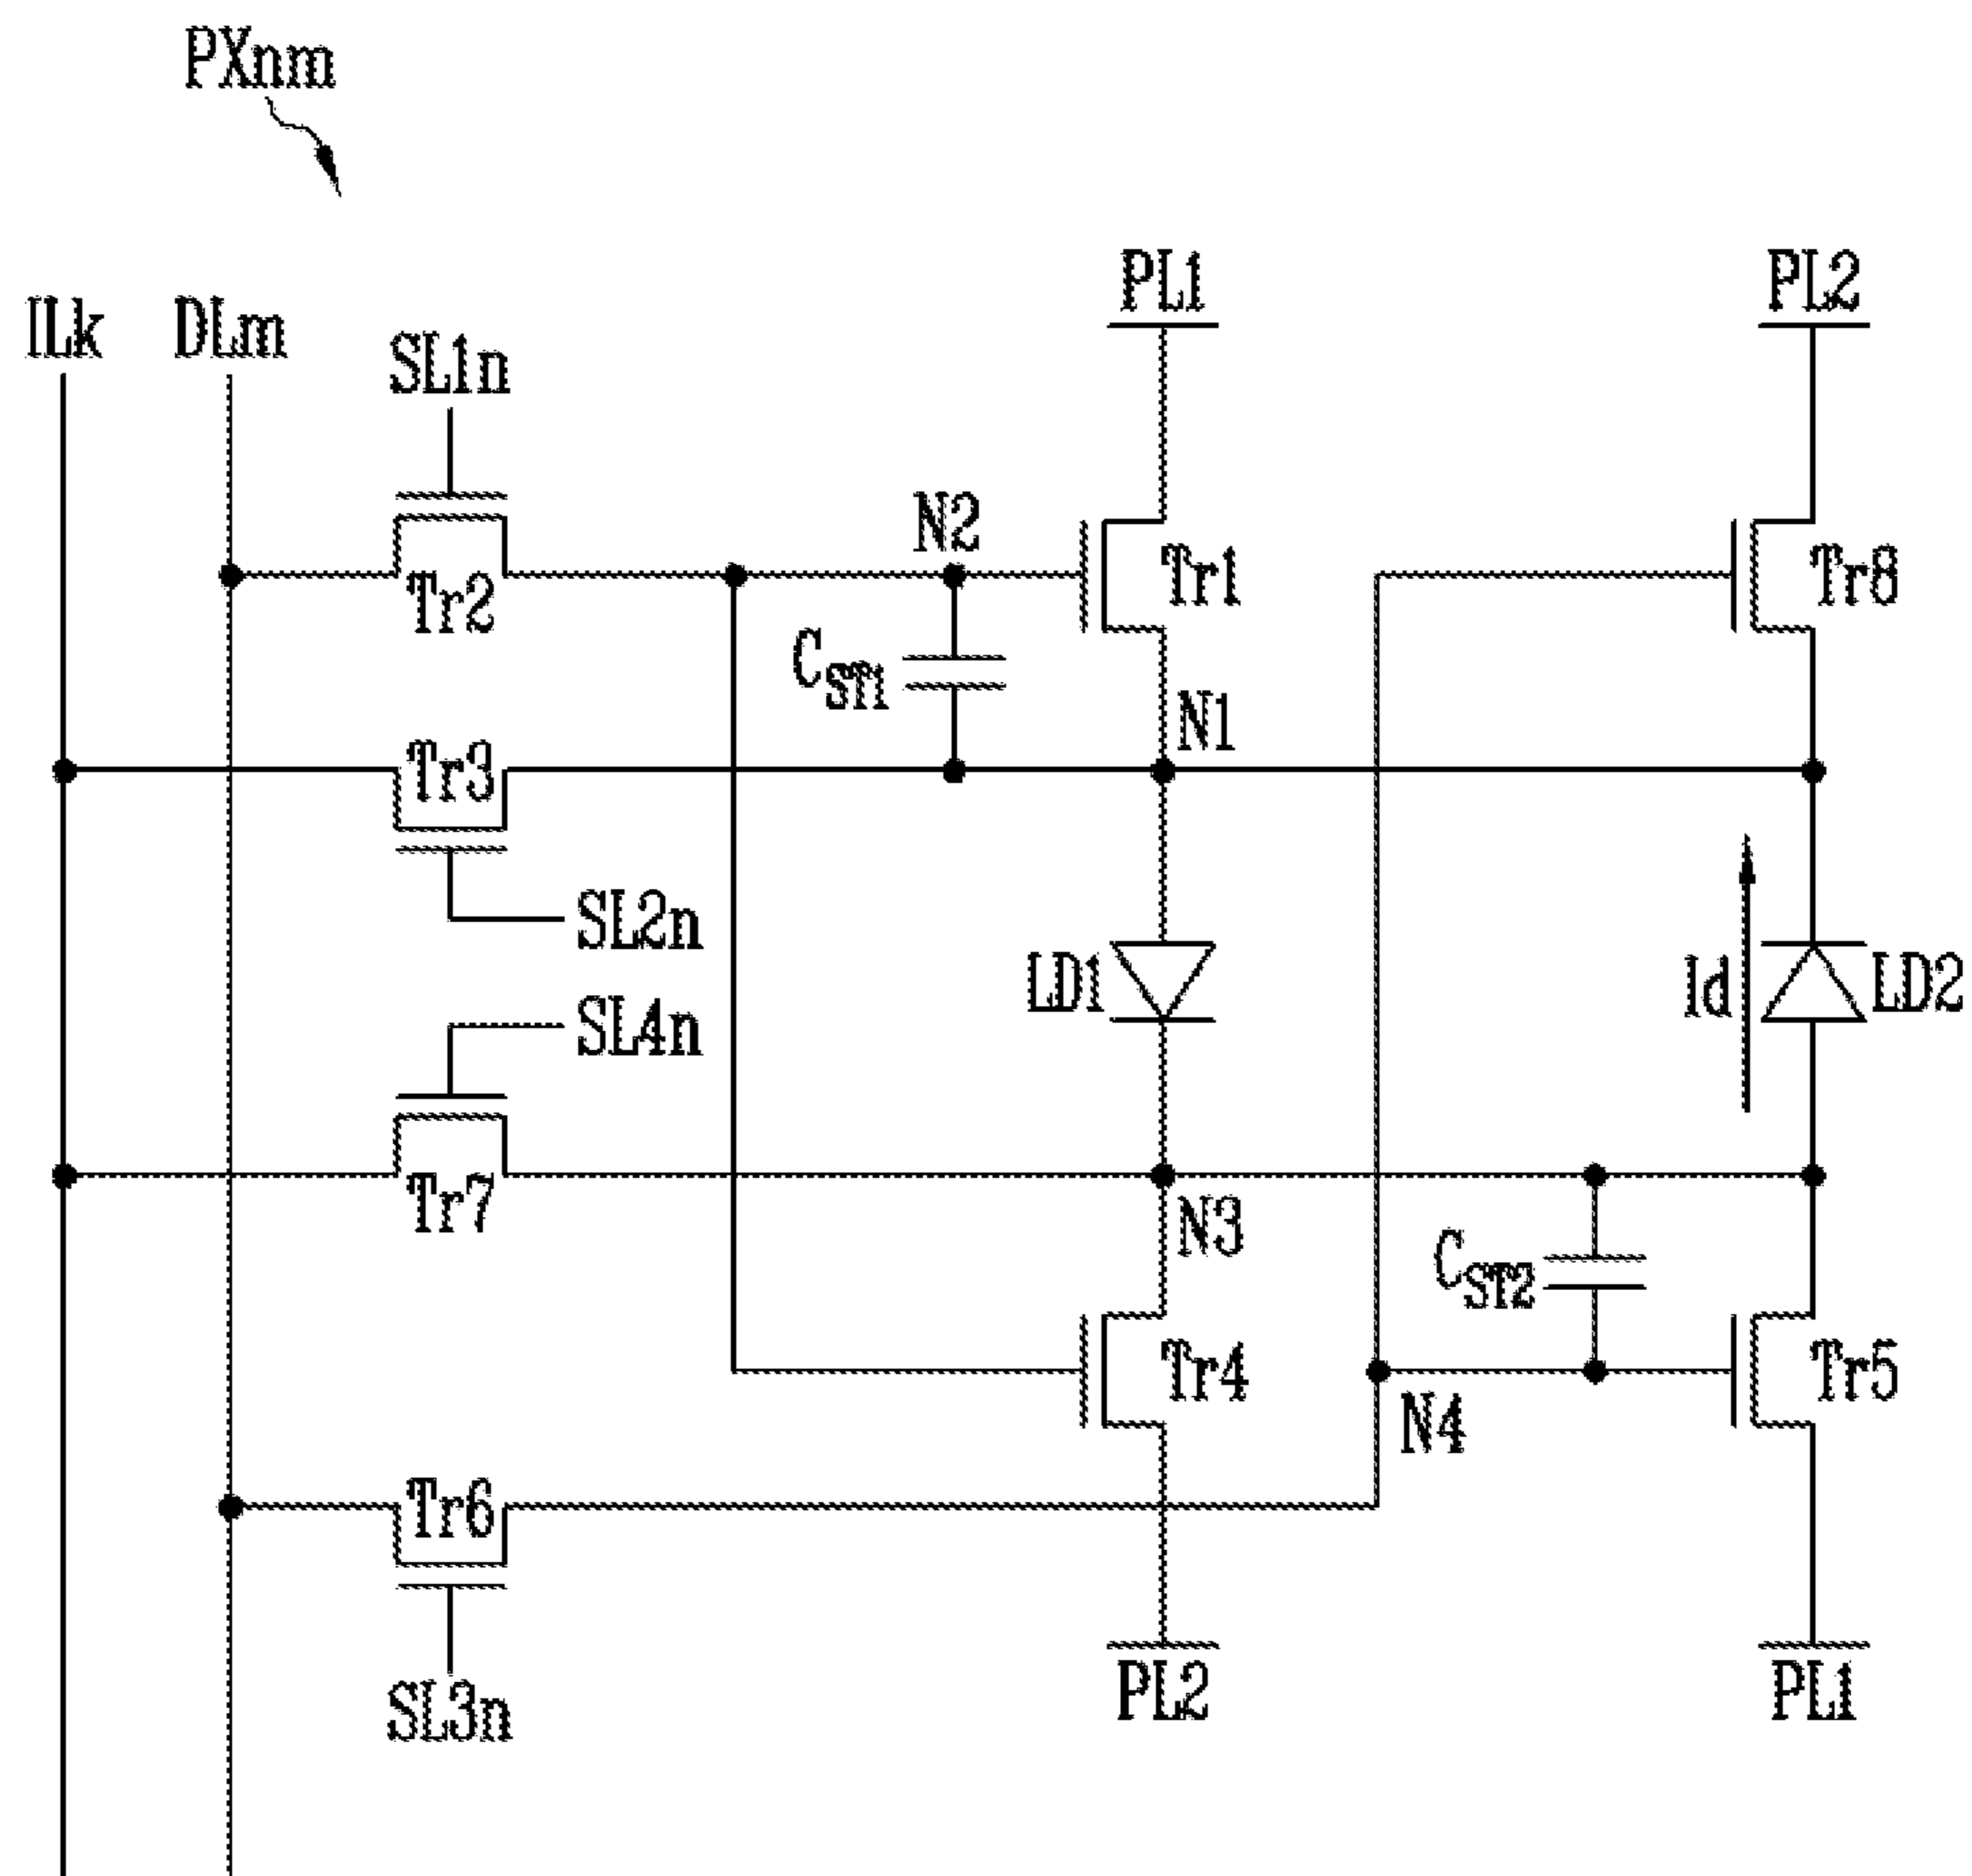 PXnm
PL1
PL2
ILk
DLm
SL1n
N2
Tr1
Tr8
Tr2
CST1
N1
Tr3
SL2n
LD1
Id
LD2
SL4n
Tr7
N3
CST2
Tr4
Tr5
N4
Tr6
PL2
PL1
SL3n